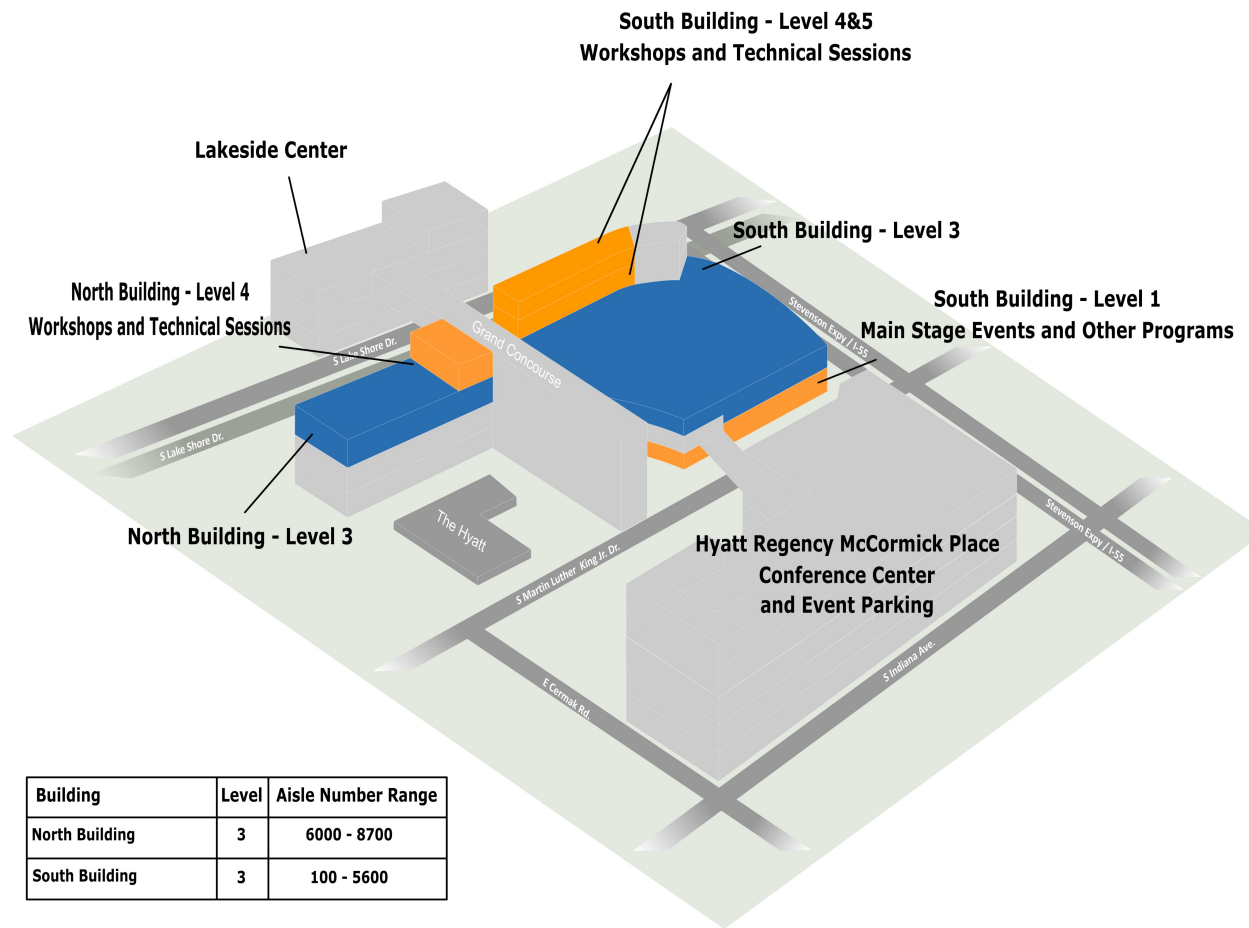 South Building - Level 4&5
Workshops and Technical Sessions
Lakeside Center
South Building - Level 3
North Building - Level 4
Workshops and Technical Sessions
South Building - Level 1
Main Stage Events and Other Programs
Grand Concourse
Stevenson Expy / I-55
S Lake Shore Dr.
S Lake Shore Dr.
North Building - Level 3
The Hyatt
Hyatt Regency McCormick Place
Conference Center
and Event Parking
Stevenson Expy / I-55
S Martin Luther King Jr. Dr.
S Indiana Ave.
E Cermak Rd.
Building Level Aisle Number Range
North Building 3 6000 - 8700
South Building 3 100 - 5600